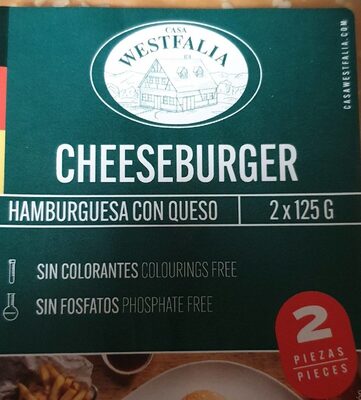 CASA
WESTFALIA
CASAWESTFALIA.COM
CHEESEBURGER
HAMBURGUESA CON QUESO | 2 x 125 G
SIN COLORANTES COLOURINGS FREE
SIN FOSFATOS PHOSPHATE FREE
2
PIEZAS
PIECES